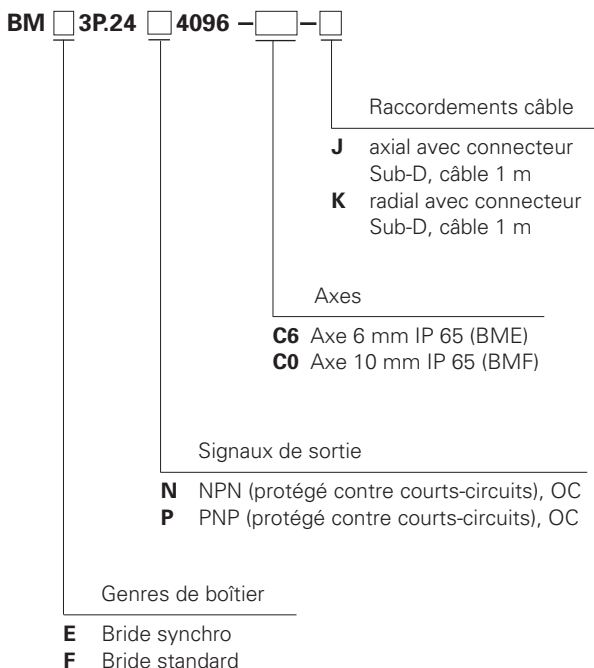 BM 3P.24 4096 – –
Raccordements câble
J axial avec connecteur
Sub-D, câble 1 m
K radial avec connecteur
Sub-D, câble 1 m
Axes
C6 Axe 6 mm IP 65 (BME)
C0 Axe 10 mm IP 65 (BMF)
Signaux de sortie
N NPN (protégé contre courts-circuits), OC
P PNP (protégé contre courts-circuits), OC
Genres de boîtier
E Bride synchro
F Bride standard